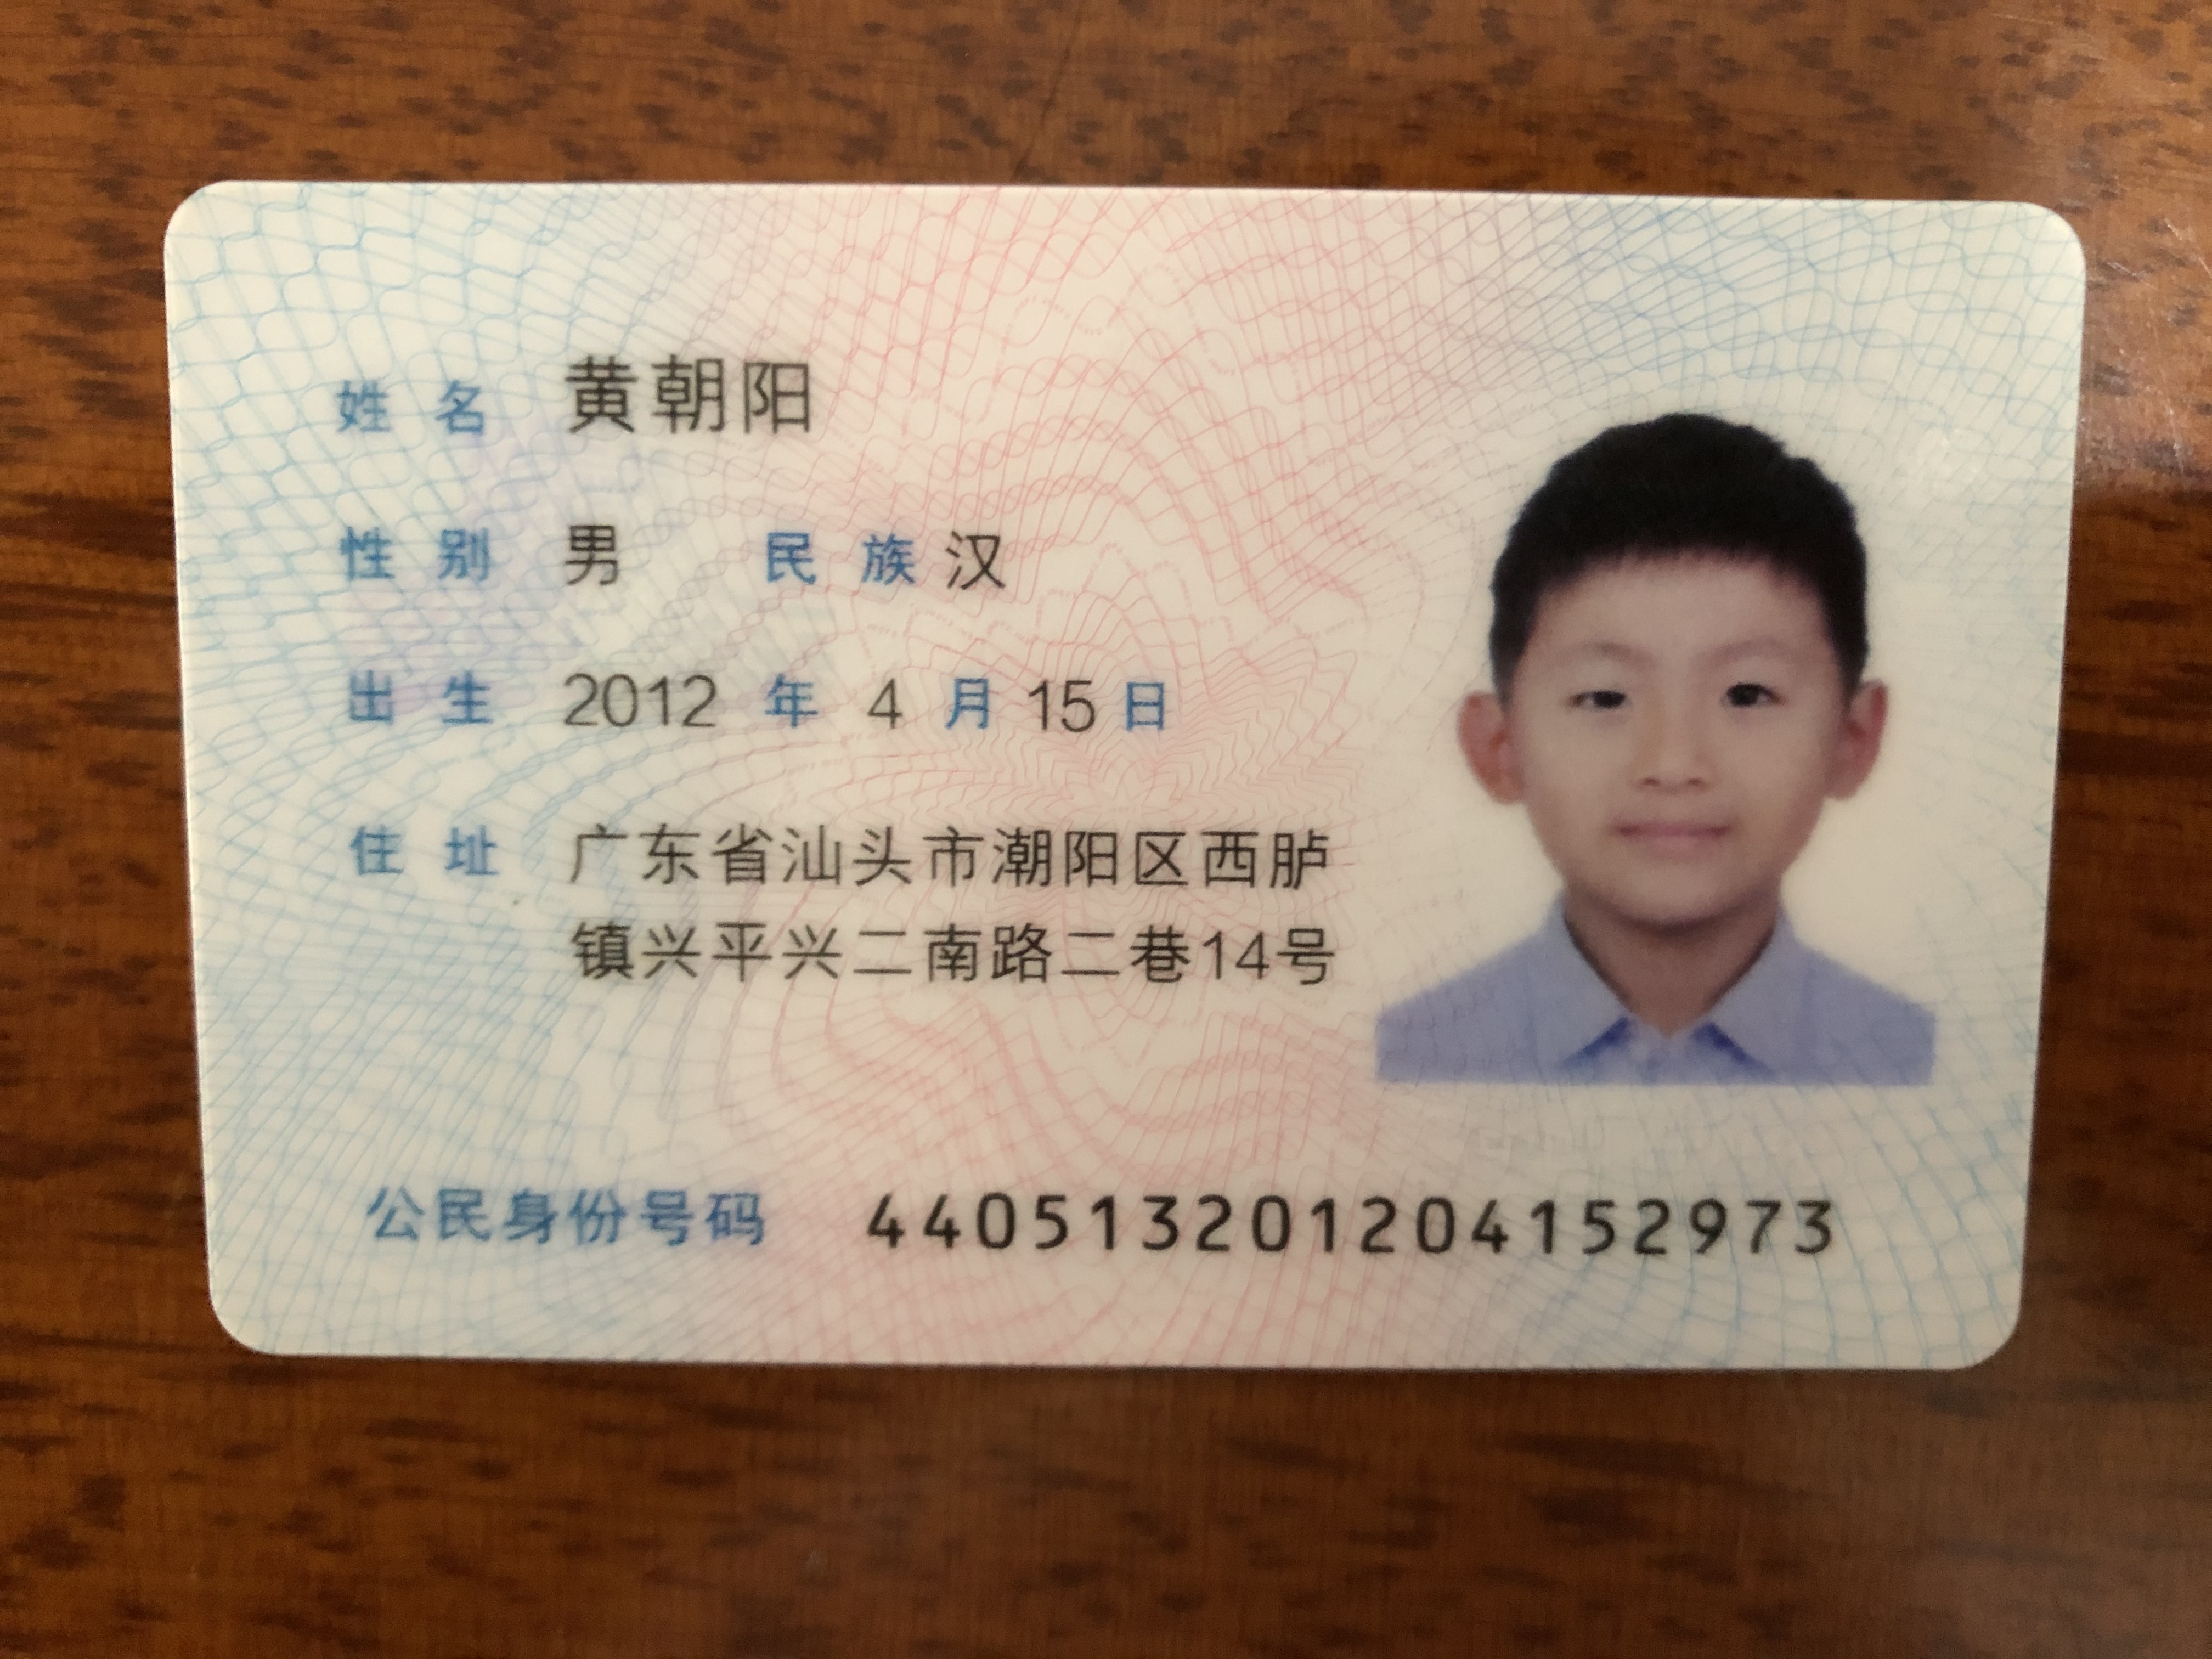 姓名 黄朝阳
性别 男 民族 汉
出生 2012 年 4 月 15 日
住址 广东省汕头市潮阳区西胪
镇兴平兴二南路二巷14号
公民身份号码 440513201204152973